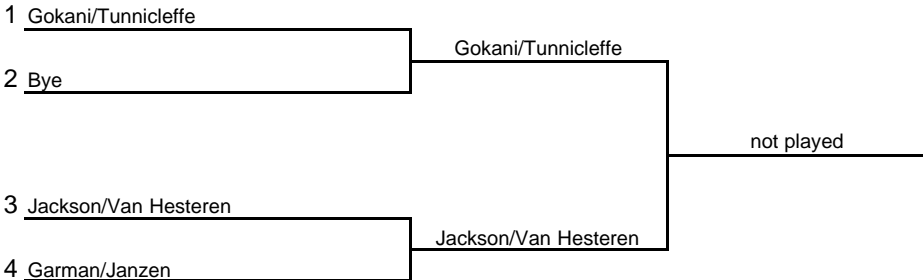 1 Gokani/Tunnicleffe
Gokani/Tunnicleffe
2 Bye
not played
3 Jackson/Van Hesteren
Jackson/Van Hesteren
4 Garman/Janzen